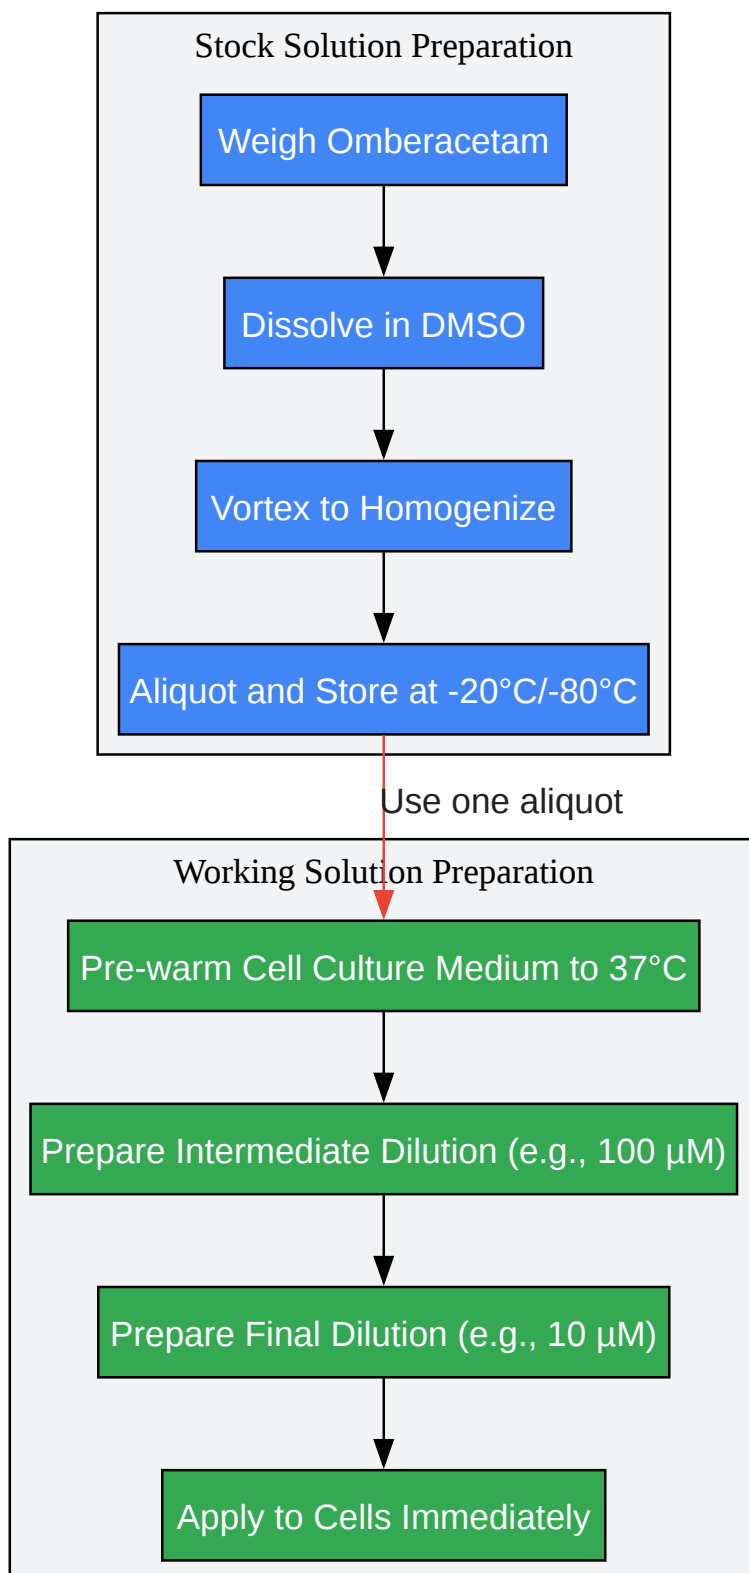 Stock Solution Preparation
Weigh Omberacetam
Dissolve in DMSO
Vortex to Homogenize
Aliquot and Store at -20°C/-80°C
Use one aliquot
Working Solution Preparation
Pre-warm Cell Culture Medium to 37°C
Prepare Intermediate Dilution (e.g., 100 µM)
Prepare Final Dilution (e.g., 10 µM)
Apply to Cells Immediately